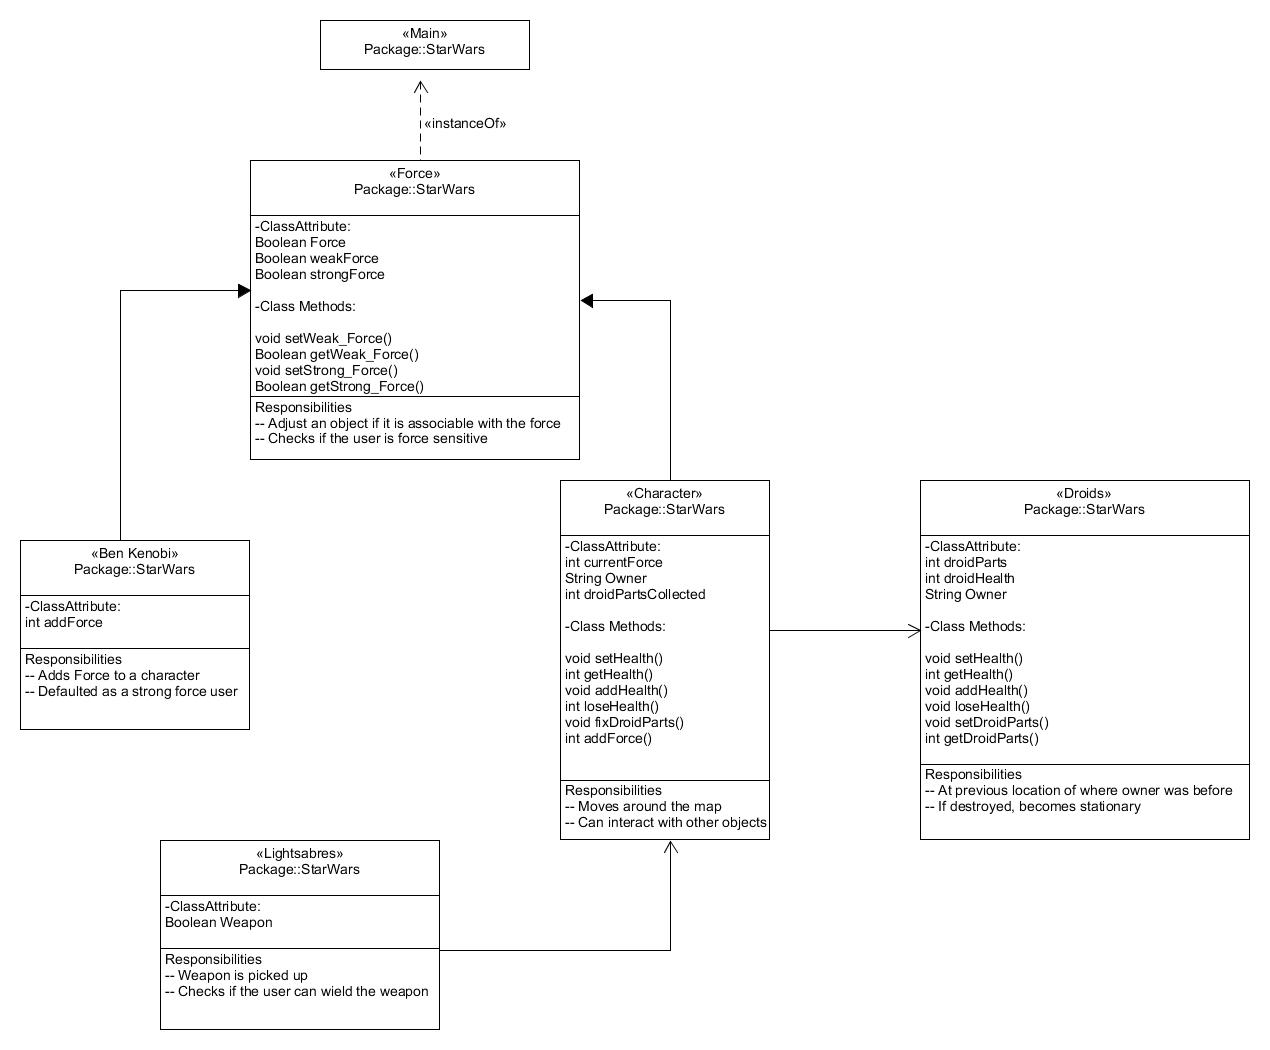 «Main»
Package::StarWars
«instanceOf»
«Force»
Package::StarWars
-ClassAttribute:
Boolean Force
Boolean weakForce
Boolean strongForce
-Class Methods:
void setWeak_Force()
Boolean getWeak_Force()
void setStrong_Force()
Boolean getStrong_Force()
Responsibilities
-- Adjust an object if it is associable with the force
-- Checks if the user is force sensitive
«Ben Kenobi»
Package::StarWars
-ClassAttribute:
int addForce
Responsibilities
-- Adds Force to a character
-- Defaulted as a strong force user
«Character»
Package::StarWars
-ClassAttribute:
int currentForce
String Owner
int droidPartsCollected
-Class Methods:
void setHealth()
int getHealth()
void addHealth()
int loseHealth()
void fixDroidParts()
int addForce()
Responsibilities
-- Moves around the map
-- Can interact with other objects
«Droids»
Package::StarWars
-ClassAttribute:
int droidParts
int droidHealth
String Owner
-Class Methods:
void setHealth()
int getHealth()
void addHealth()
void loseHealth()
void setDroidParts()
int getDroidParts()
Responsibilities
-- At previous location of where owner was before
-- If destroyed, becomes stationary
«Lightsabres»
Package::StarWars
-ClassAttribute:
Boolean Weapon
Responsibilities
-- Weapon is picked up
-- Checks if the user can wield the weapon